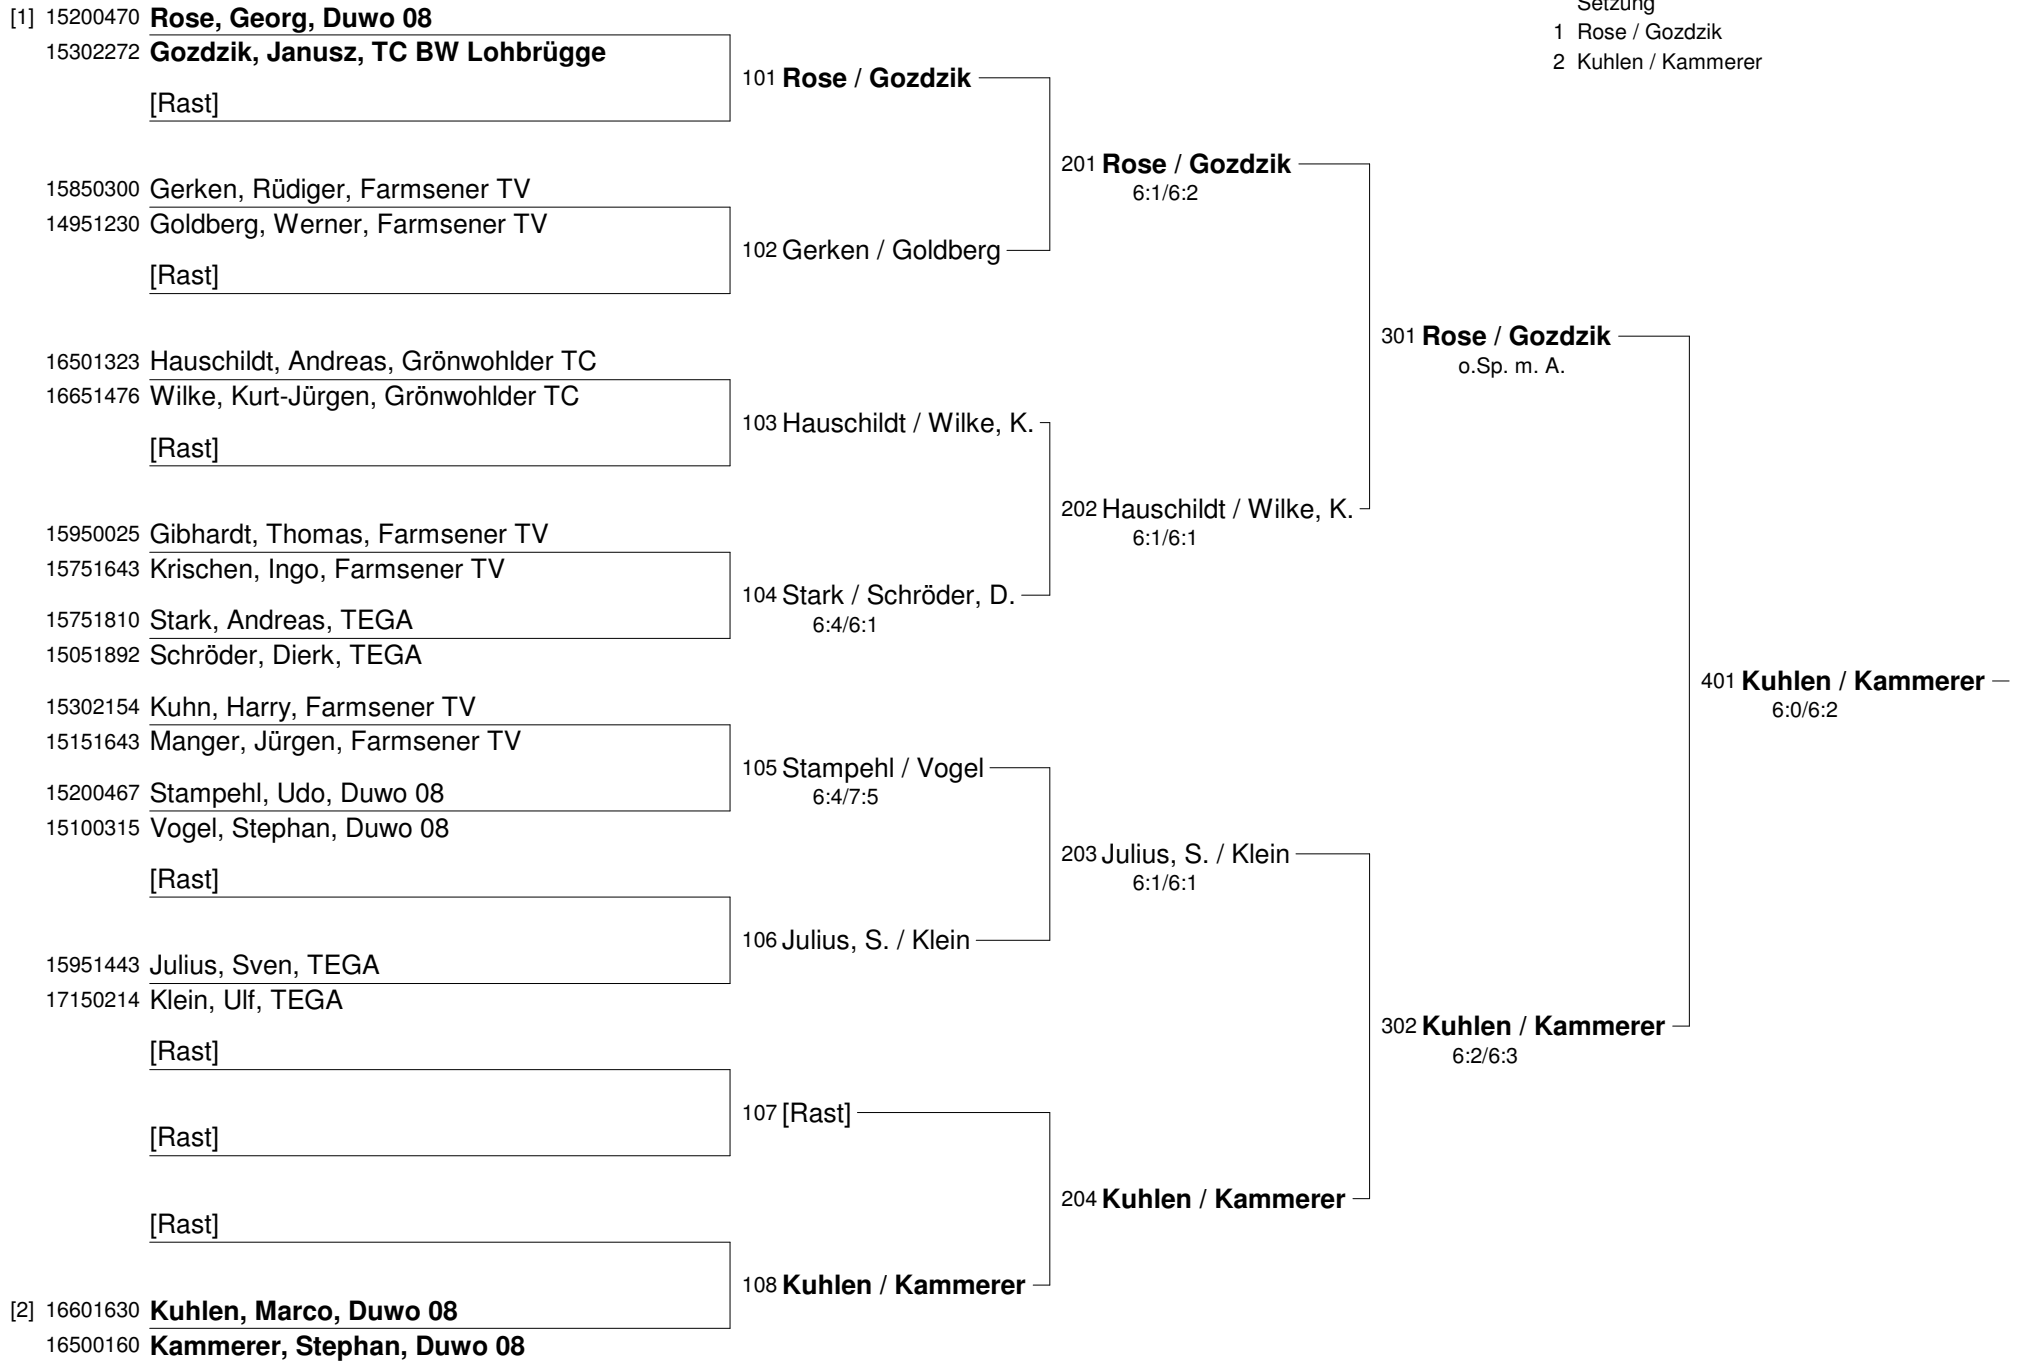 Setzung
1 Rose / Gozdzik
2 Kuhlen / Kammerer
[1] 15200470 Rose, Georg, Duwo 08
15302272 Gozdzik, Janusz, TC BW Lohbrügge
[Rast]
101 Rose / Gozdzik
201 Rose / Gozdzik
6:1/6:2
15850300 Gerken, Rüdiger, Farmsener TV
14951230 Goldberg, Werner, Farmsener TV
[Rast]
102 Gerken / Goldberg
301 Rose / Gozdzik
o.Sp. m. A.
16501323 Hauschildt, Andreas, Grönwohlder TC
16651476 Wilke, Kurt-Jürgen, Grönwohlder TC
[Rast]
103 Hauschildt / Wilke, K.
202 Hauschildt / Wilke, K.
6:1/6:1
15950025 Gibhardt, Thomas, Farmsener TV
15751643 Krischen, Ingo, Farmsener TV
15751810 Stark, Andreas, TEGA
15051892 Schröder, Dierk, TEGA
104 Stark / Schröder, D.
6:4/6:1
401 Kuhlen / Kammerer
6:0/6:2
15302154 Kuhn, Harry, Farmsener TV
15151643 Manger, Jürgen, Farmsener TV
15200467 Stampehl, Udo, Duwo 08
15100315 Vogel, Stephan, Duwo 08
105 Stampehl / Vogel
6:4/7:5
203 Julius, S. / Klein
6:1/6:1
[Rast]
15951443 Julius, Sven, TEGA
17150214 Klein, Ulf, TEGA
106 Julius, S. / Klein
302 Kuhlen / Kammerer
6:2/6:3
[Rast]
[Rast]
107 [Rast]
204 Kuhlen / Kammerer
[Rast]
[2] 16601630 Kuhlen, Marco, Duwo 08
16500160 Kammerer, Stephan, Duwo 08
108 Kuhlen / Kammerer